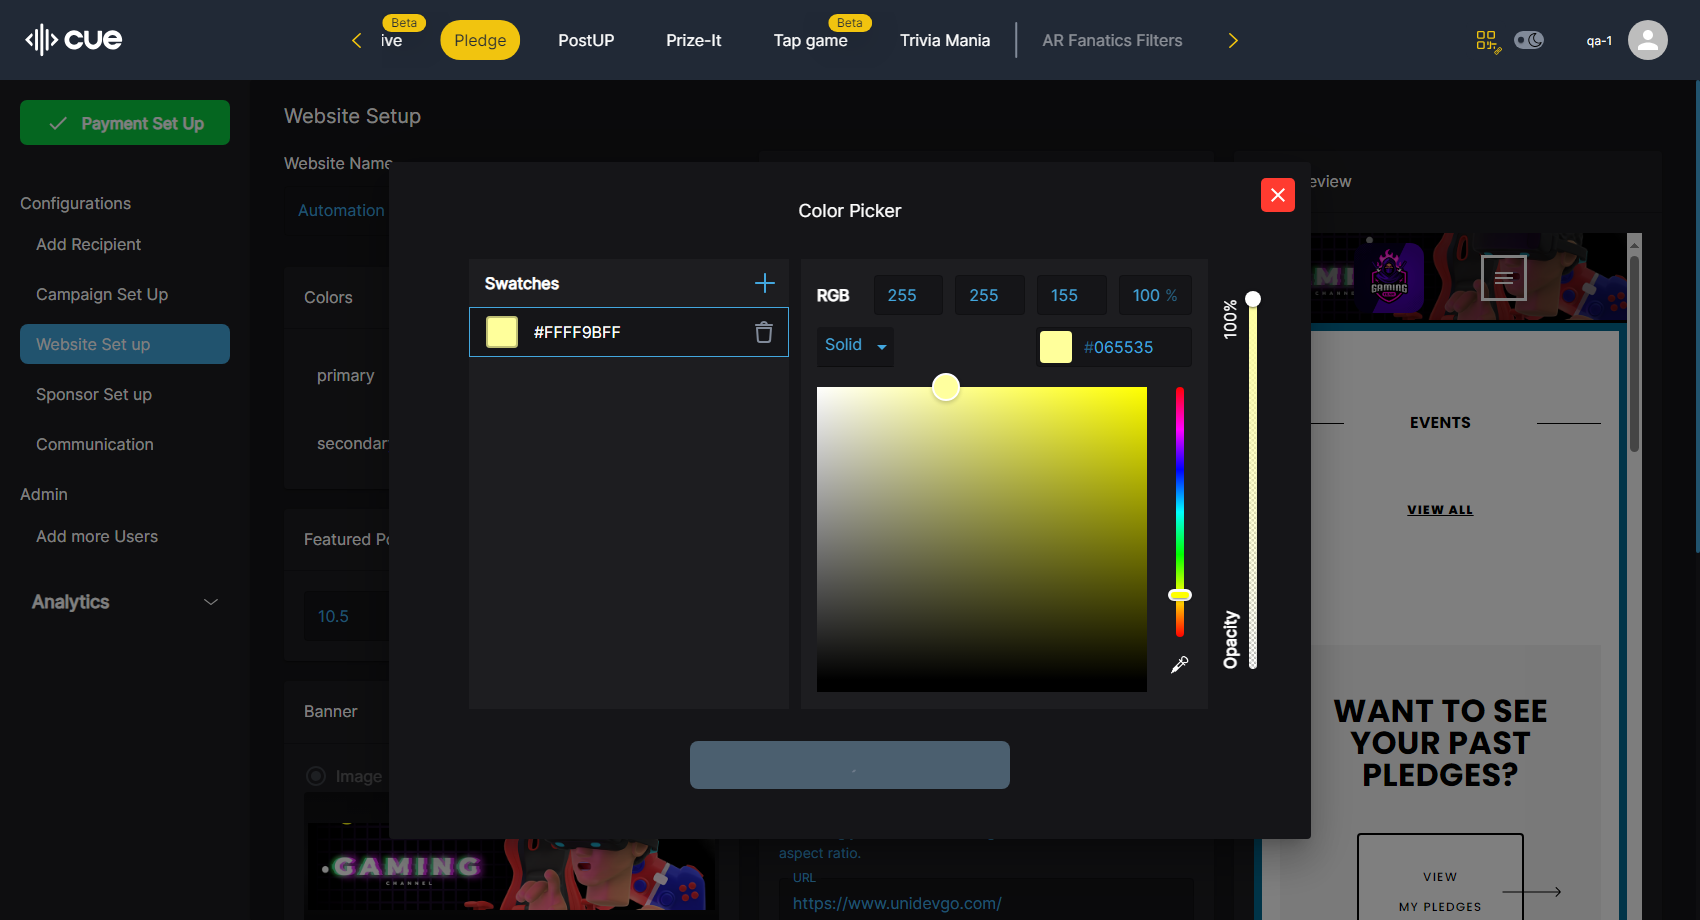 cue
ive
Beta
Pledge
PostUP
Prize-It
Tap game
Beta
Trivia Mania
AR Fanatics Filters
qa-1
Payment Set Up
Configurations
Add Recipient
Campaign Set Up
Website Set up
Sponsor Set up
Communication
Admin
Add more Users
Analytics
Website Setup
Website Name
Automation
Colors
primary
secondar
Featured Po
10.5
Banner
Image
GAMING
CHANNEL
Color Picker
Swatches
#FFFF9BFF
RGB
255
255
155
100 %
Solid
#065535
100%
Opacity
aspect ratio.
URL
https://www.unidevgo.com/
eview
GAMING
EVENTS
VIEW ALL
WANT TO SEE
YOUR PAST
PLEDGES?
VIEW
MY PLEDGES